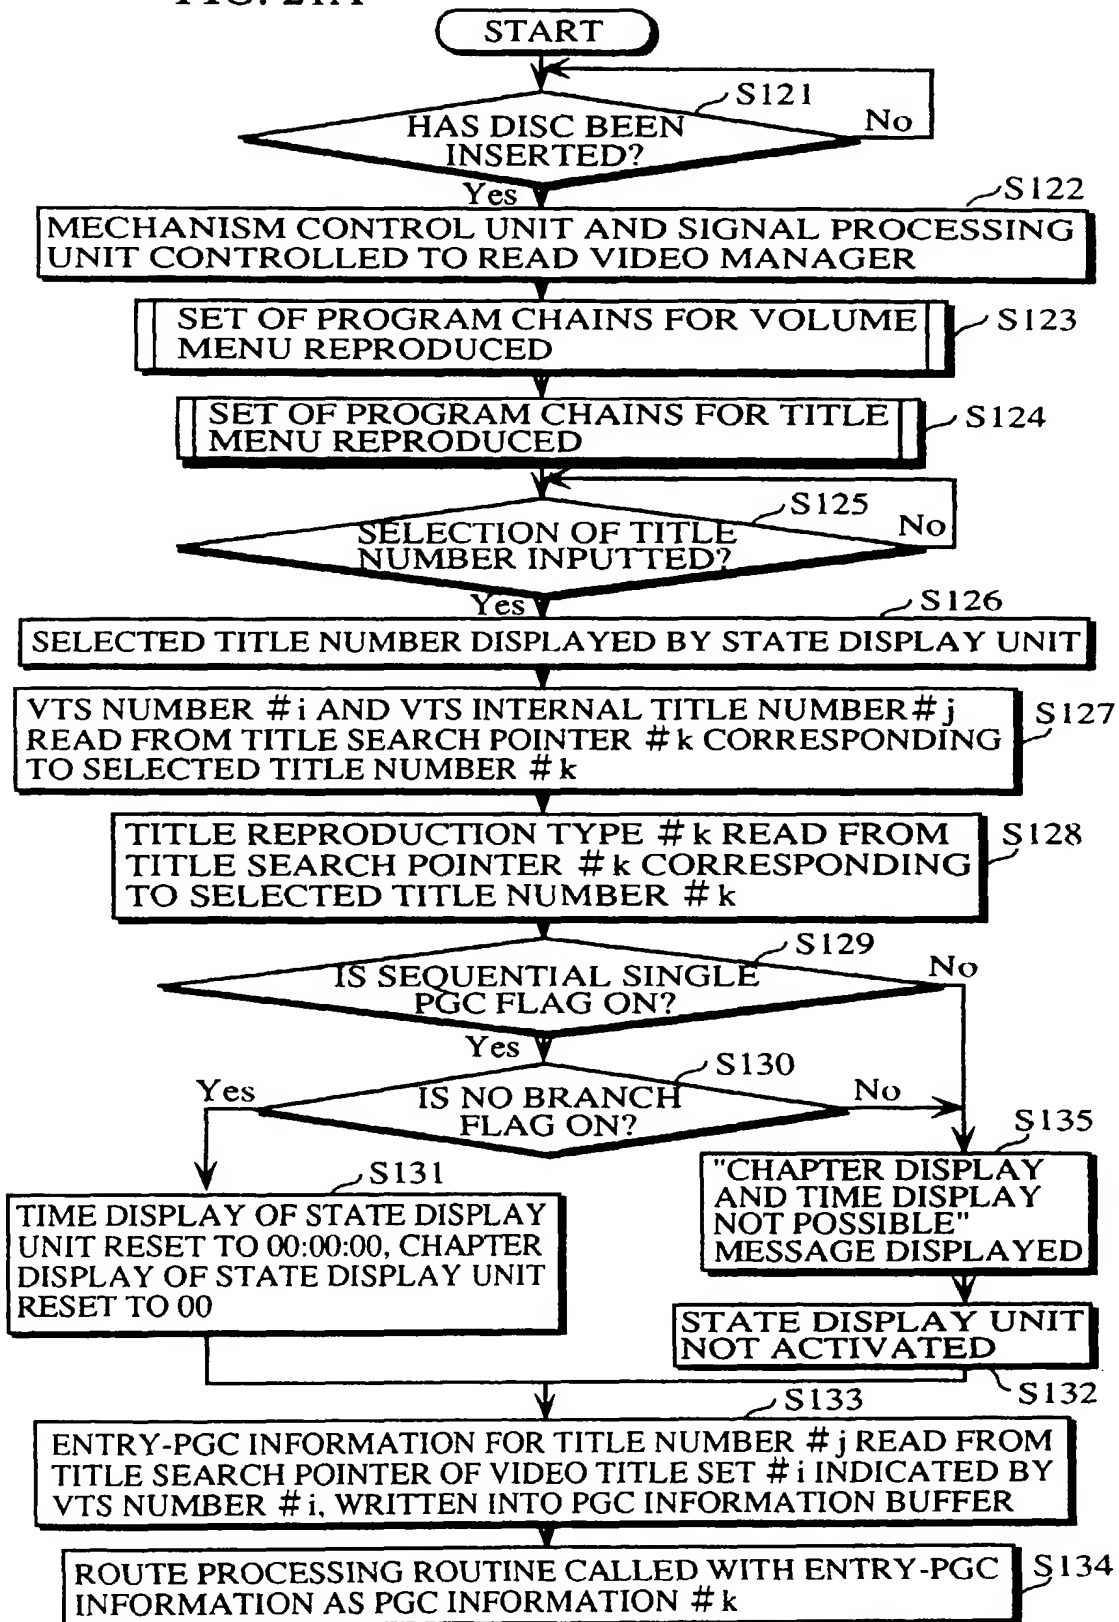 START
S121
HAS DISC BEEN
INSERTED?
No
Yes
S122
MECHANISM CONTROL UNIT AND SIGNAL PROCESSING
UNIT CONTROLLED TO READ VIDEO MANAGER
SET OF PROGRAM CHAINS FOR VOLUME
MENU REPRODUCED
S123
SET OF PROGRAM CHAINS FOR TITLE
MENU REPRODUCED
S124
S125
SELECTION OF TITLE
NUMBER INPUTTED?
No
Yes
S126
SELECTED TITLE NUMBER DISPLAYED BY STATE DISPLAY UNIT
VTS NUMBER #i AND VTS INTERNAL TITLE NUMBER#j
READ FROM TITLE SEARCH POINTER #k CORRESPONDING
TO SELECTED TITLE NUMBER #k
S127
TITLE REPRODUCTION TYPE #k READ FROM
TITLE SEARCH POINTER #k CORRESPONDING
TO SELECTED TITLE NUMBER #k
S128
S129
IS SEQUENTIAL SINGLE
PGC FLAG ON?
No
Yes
S130
IS NO BRANCH
FLAG ON?
Yes
No
S131
TIME DISPLAY OF STATE DISPLAY
UNIT RESET TO 00:00:00, CHAPTER
DISPLAY OF STATE DISPLAY UNIT
RESET TO 00
S135
"CHAPTER DISPLAY
AND TIME DISPLAY
NOT POSSIBLE"
MESSAGE DISPLAYED
STATE DISPLAY UNIT
NOT ACTIVATED
S132
S133
ENTRY-PGC INFORMATION FOR TITLE NUMBER #j READ FROM
TITLE SEARCH POINTER OF VIDEO TITLE SET #i INDICATED BY
VTS NUMBER #i, WRITTEN INTO PGC INFORMATION BUFFER
ROUTE PROCESSING ROUTINE CALLED WITH ENTRY-PGC
INFORMATION AS PGC INFORMATION #k
S134